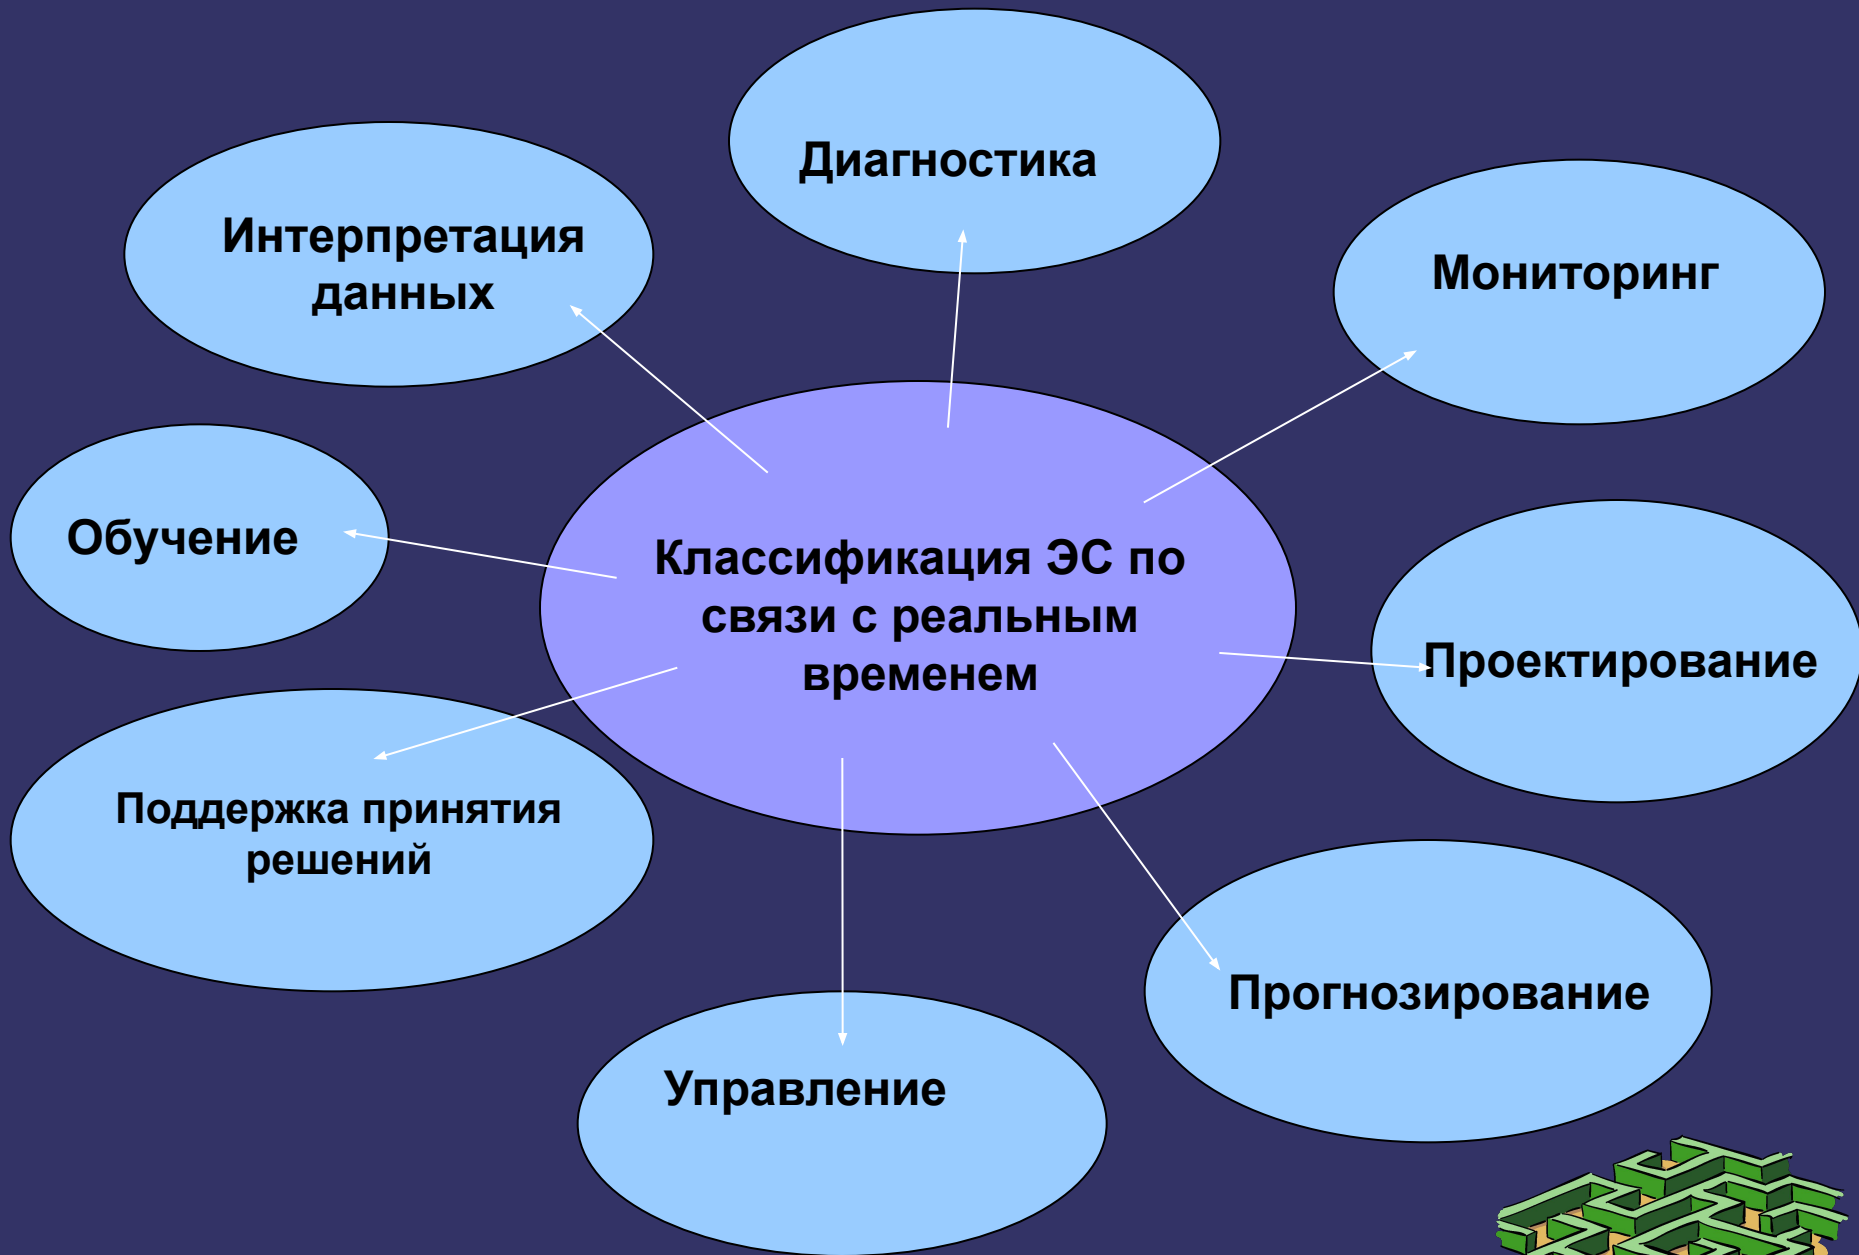 Диагностика
Интерпретация
данных
Мониторинг
Обучение
Классификация ЭС по
связи с реальным
временем
Проектирование
Поддержка принятия
решений
Прогнозирование
Управление